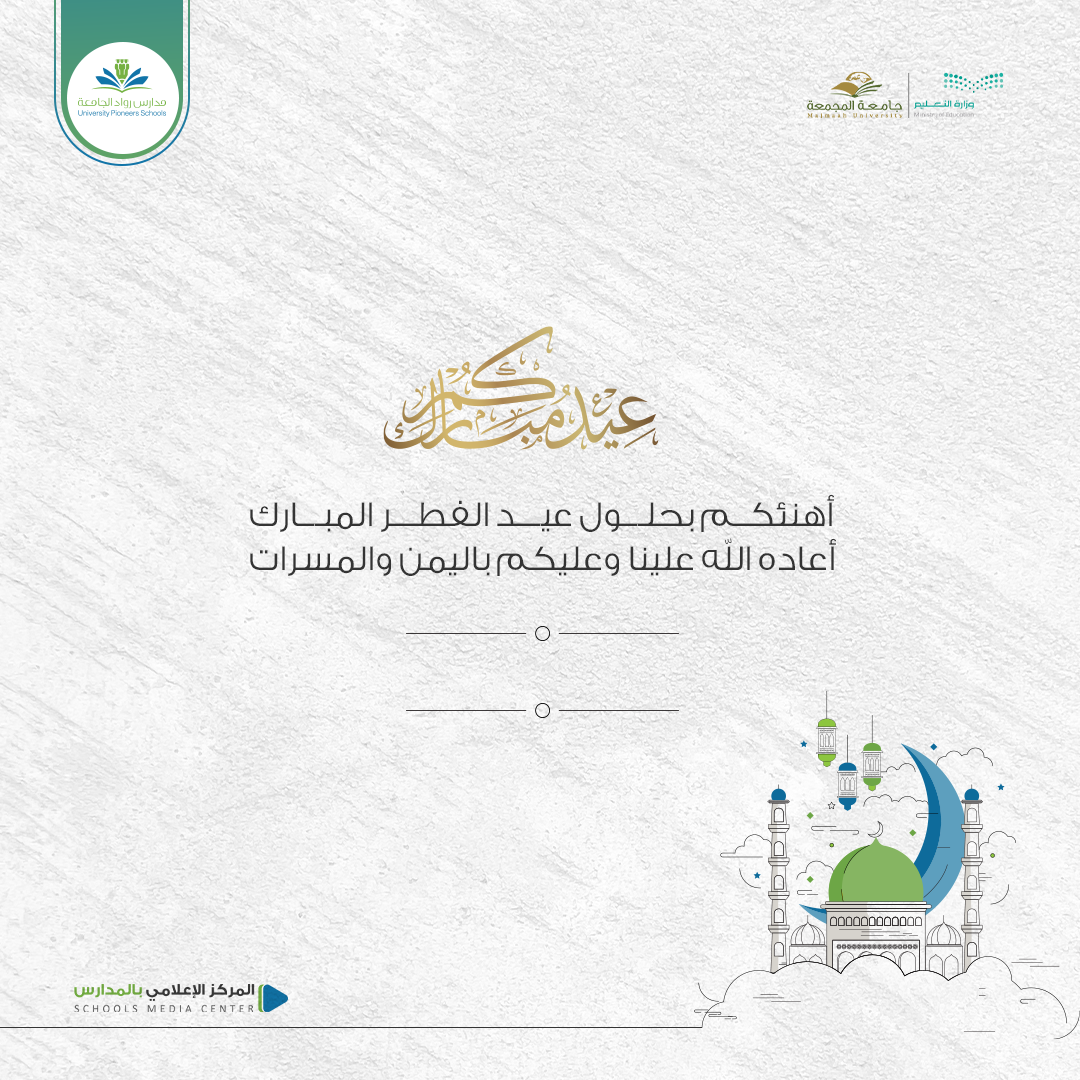 مدارس رواد الجامعة
University Pioneers Schools
وزارة التعليم
Ministry of Education
جامعة المجمعة
Majmaah University
عيدكم مبارك
أهنئكم بحلول عيد الفطر المبارك
أعاده الله علينا وعليكم باليمن والمسرات
المركز الإعلامي بالمدارس
SCHOOLS MEDIA CENTER